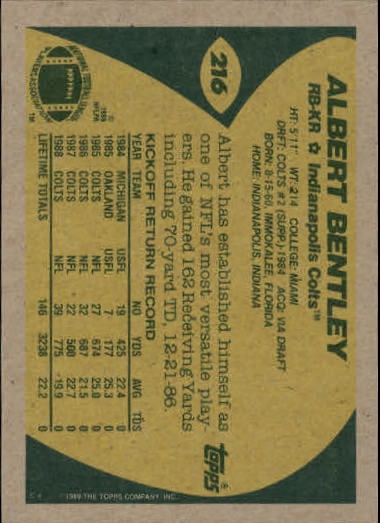 216
ALBERT BENTLEY
RB-KR ☆ Indianapolis Colts™
HT: 5'11" WT: 214 COLLEGE: MIAMI
DRFT: COLTS #2 (SUPP.) 1984 ACQ: VIA DRAFT
BORN: 8-15-60, IMMOKALEE, FLORIDA
HOME: INDIANAPOLIS, INDIANA
Albert has established himself as
one of NFL's most versatile play-
ers. He gained 162 Receiving Yards
including 70-yard TD, 12-21-86.
TOPPS®
KICKOFF RETURN RECORD
YEAR TEAM NO YDS AVG TDS
1984 MICHIGAN USFL 19 425 22.4 0
1985 OAKLAND USFL 7 177 25.3 0
1985 COLTS NFL 27 674 25.0 0
1986 COLTS NFL 32 687 21.5 0
1987 COLTS NFL 22 500 22.7 0
1988 COLTS NFL 39 775 19.9 0
LIFETIME TOTALS 146 3238 22.2 0
© 1989 NFLPA
™
© 1989 THE TOPPS COMPANY, INC.